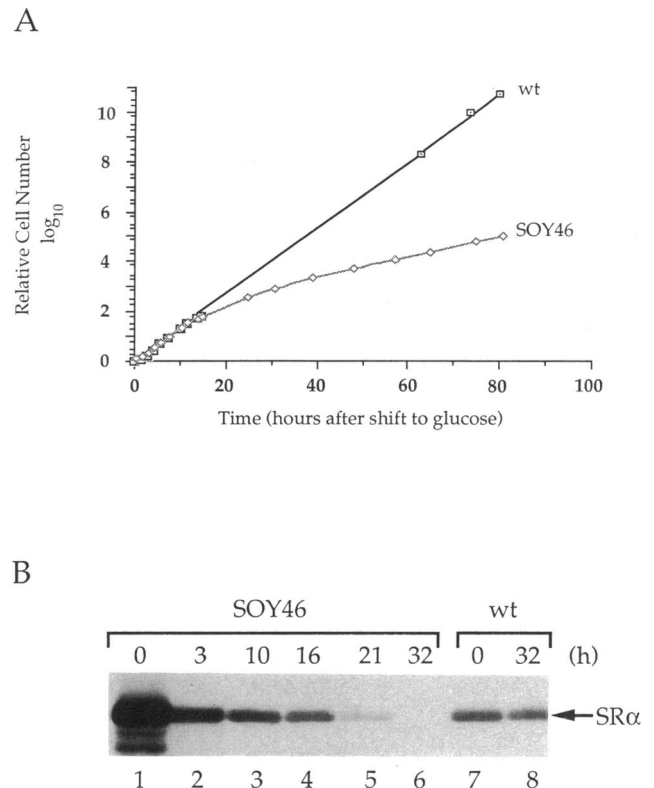 A
wt
SOY46
Relative Cell Number
log10
10
8
6
4
2
0
0 20 40 60 80 100
Time (hours after shift to glucose)
B
SOY46 wt
0 3 10 16 21 32 0 32 (h)
SRα
1 2 3 4 5 6 7 8